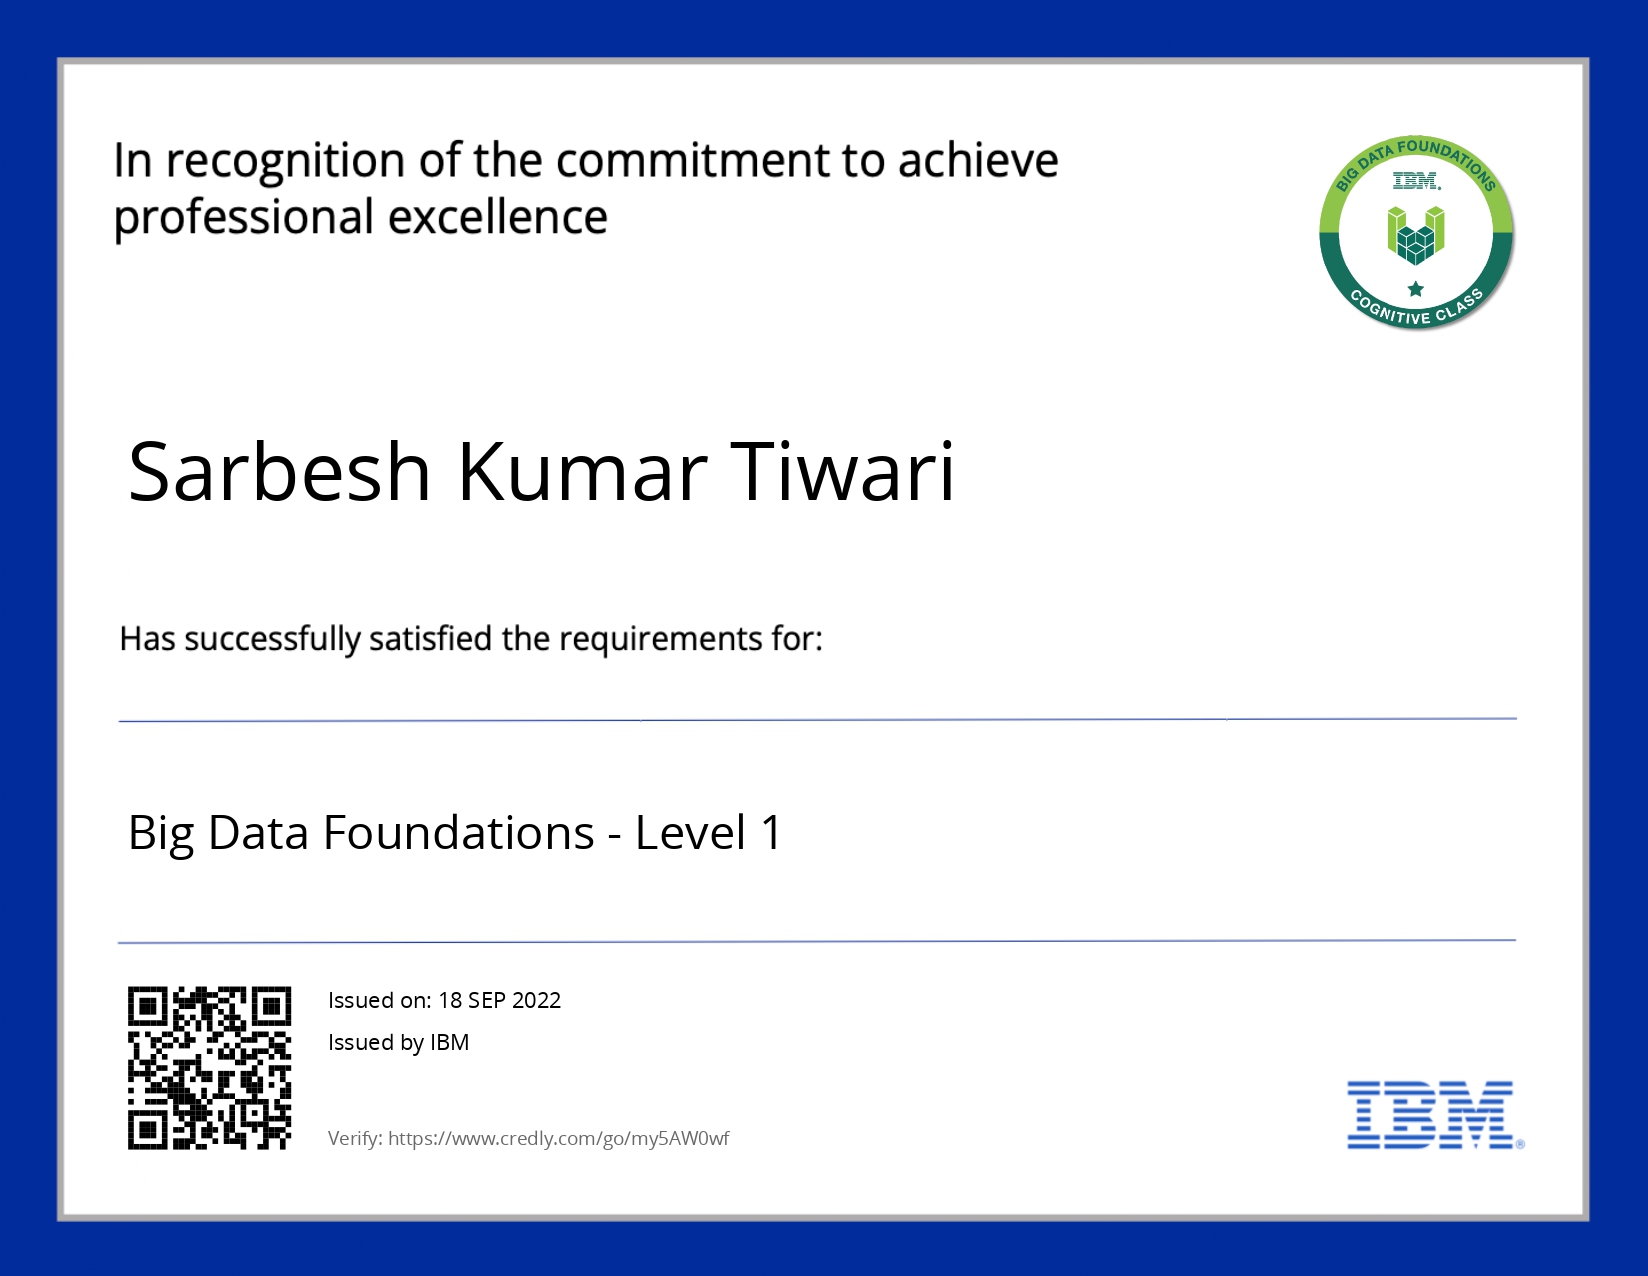 In recognition of the commitment to achieve
professional excellence
BIG DATA FOUNDATIONS
IBM.
COGNITIVE CLASS
Sarbesh Kumar Tiwari
Has successfully satisfied the requirements for:
Big Data Foundations - Level 1
Issued on: 18 SEP 2022
Issued by IBM
Verify: https://www.credly.com/go/my5AW0wf
IBM®